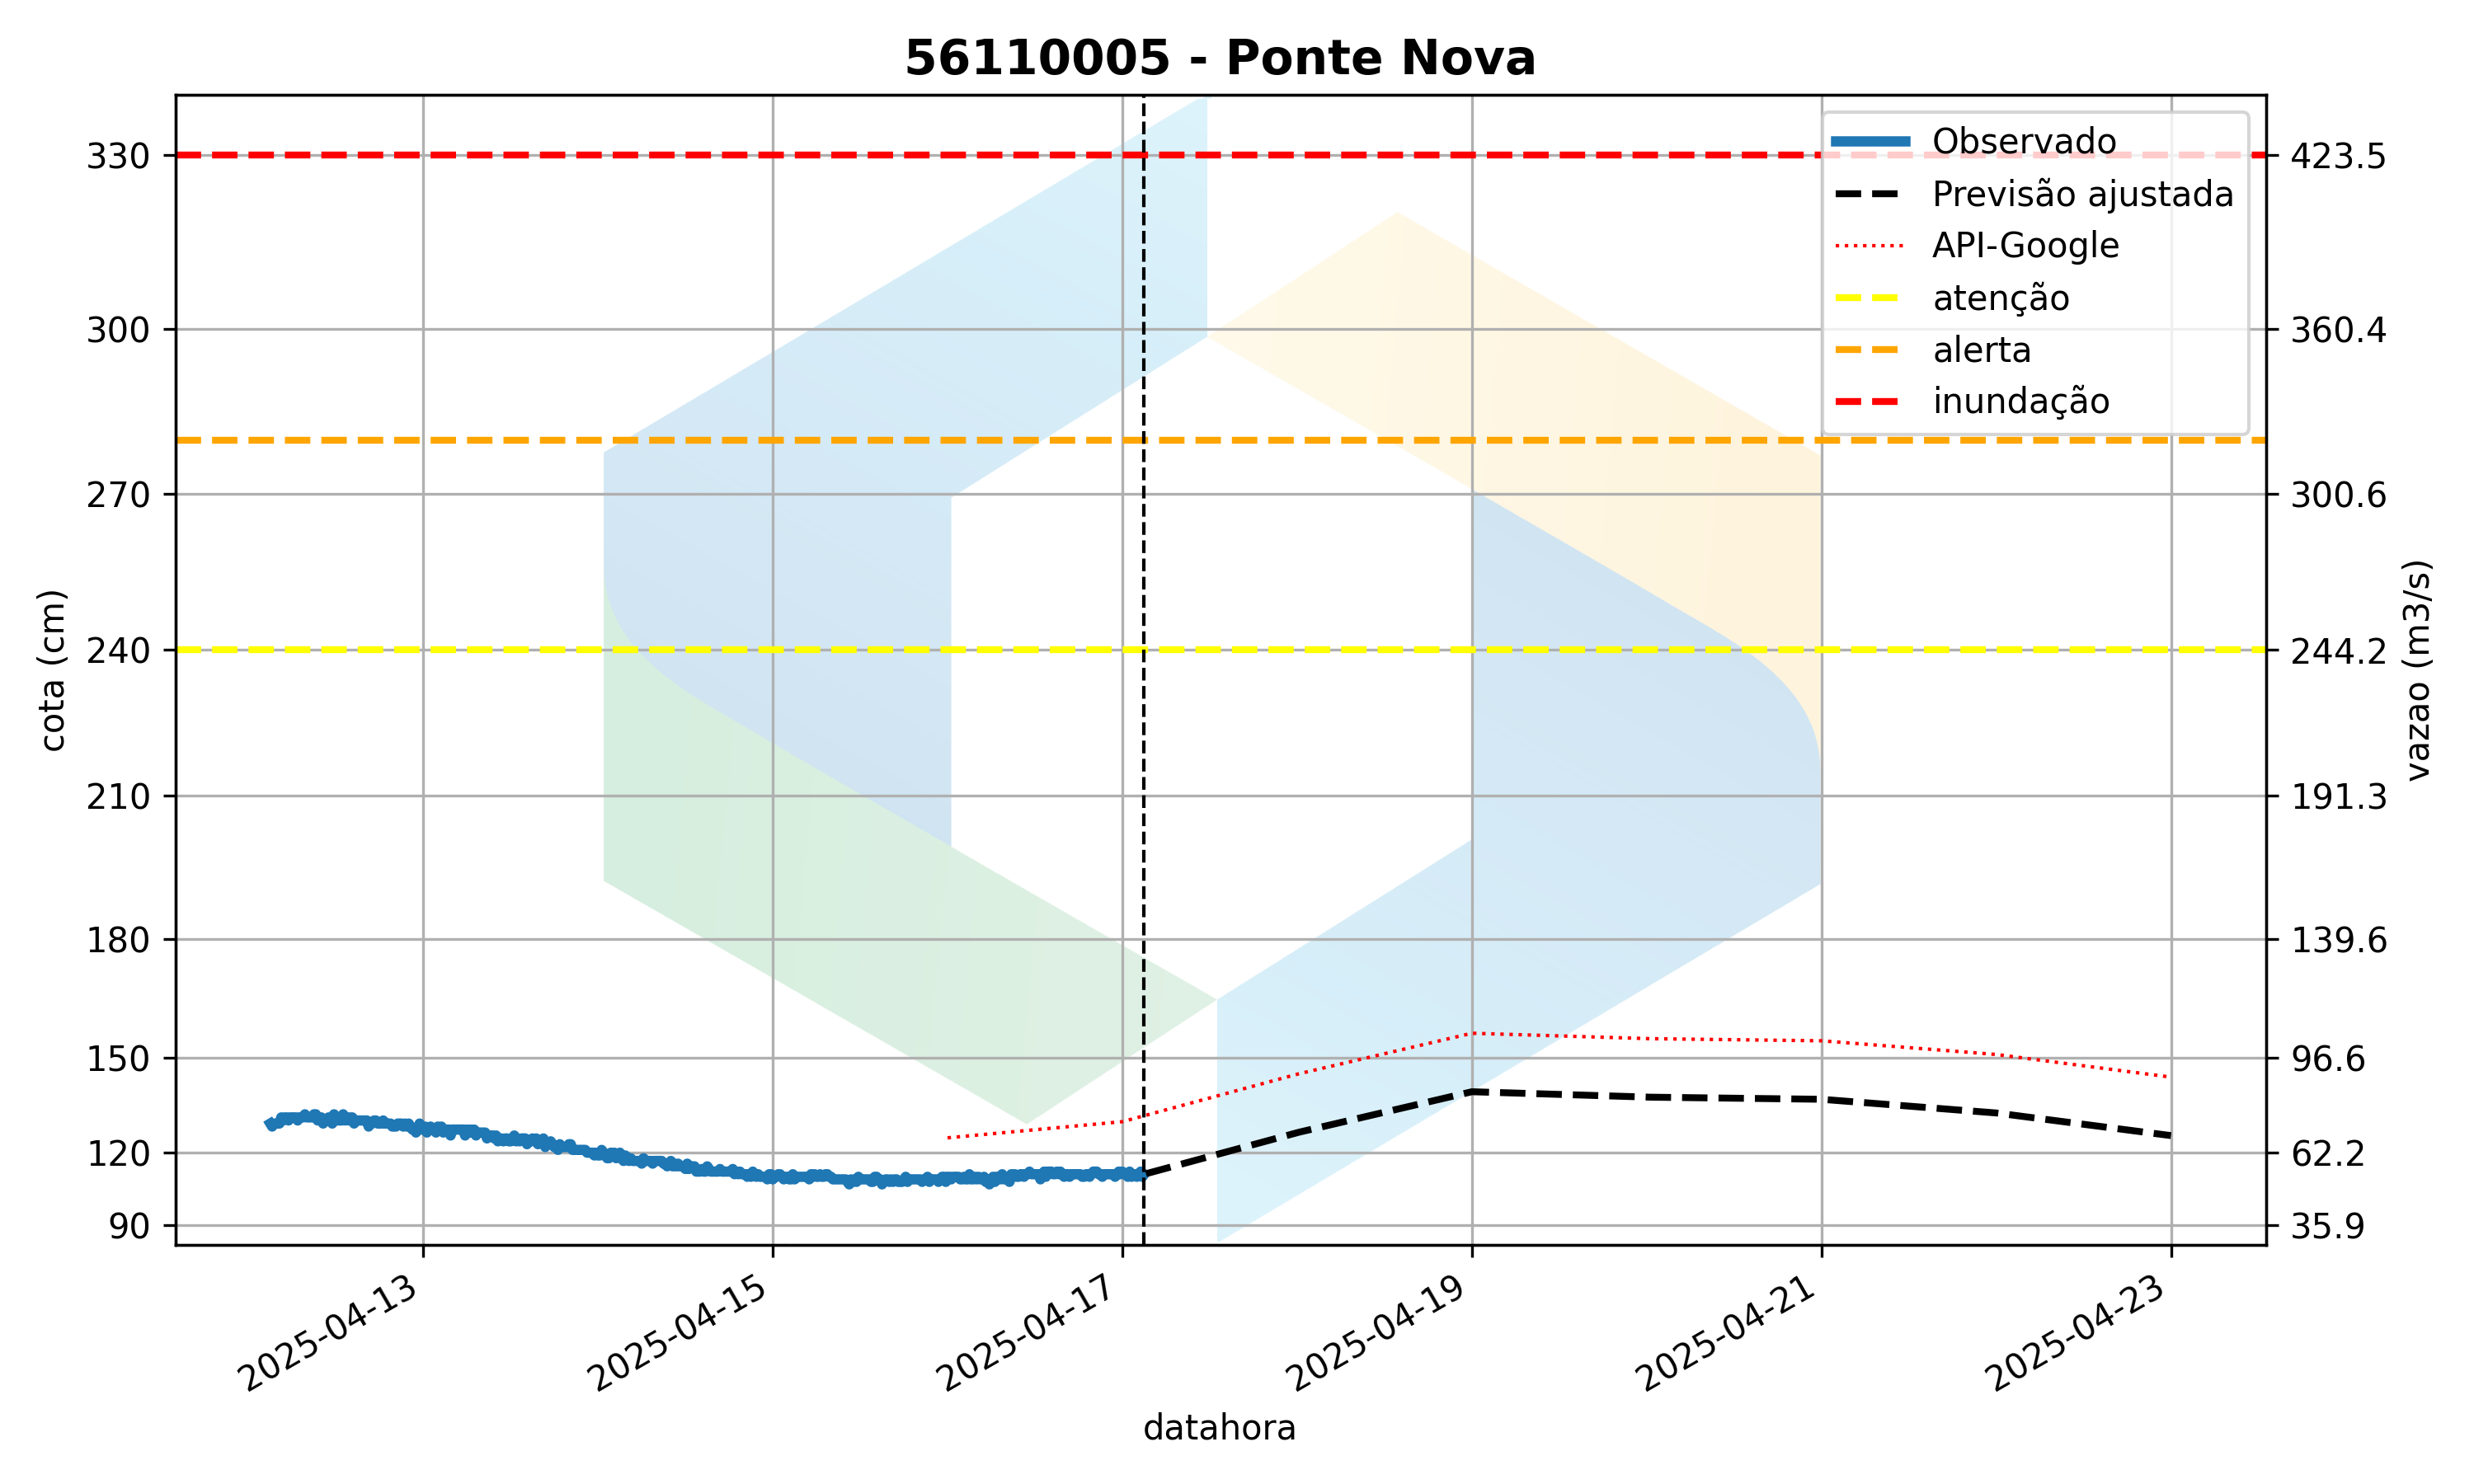 56110005 - Ponte Nova
Observado
Previsão ajustada
API-Google
atenção
alerta
inundação
330
300
270
240
210
180
150
120
90
cota (cm)
423.5
360.4
300.6
244.2
191.3
139.6
96.6
62.2
35.9
vazao (m3/s)
2025-04-13
2025-04-15
2025-04-17
2025-04-19
2025-04-21
2025-04-23
datahora